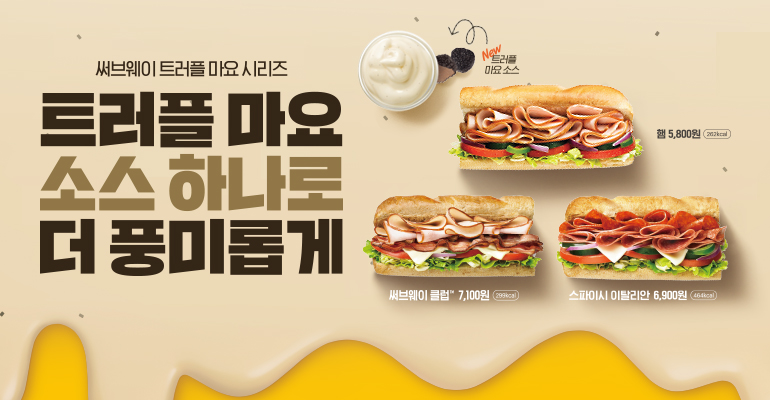 써브웨이 트러플 마요 시리즈
트러플 마요
소스 하나로
더 풍미롭게
New
트러플
마요 소스
햄 5,800원 262kcal
써브웨이 클럽™ 7,100원 299kcal
스파이시 이탈리안 6,900원 464kcal